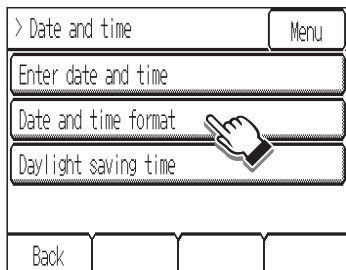 > Date and time
Menu
Enter date and time
Date and time format
Daylight saving time
Back